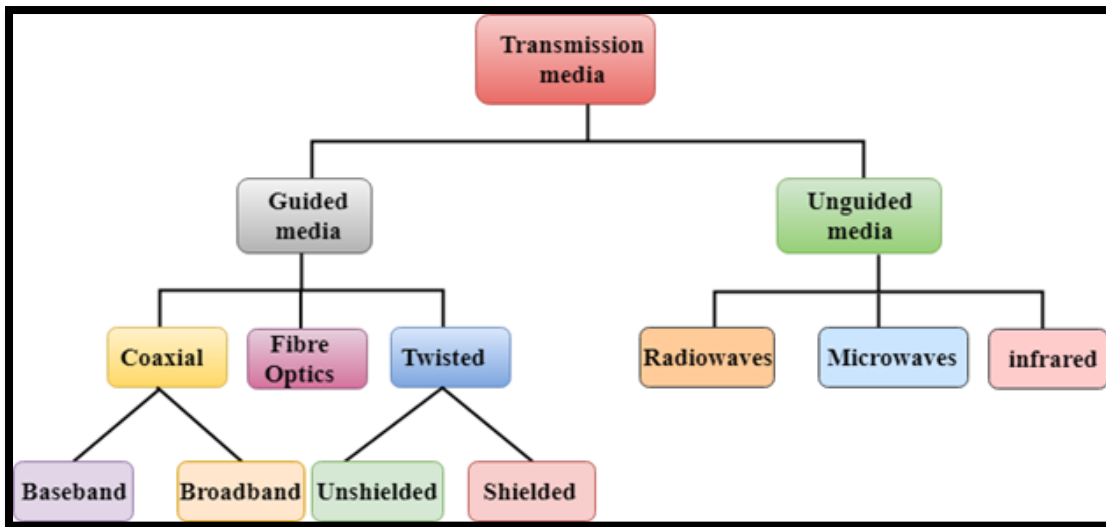 Transmission
media
Guided
media
Unguided
media
Coaxial
Fibre
Optics
Twisted
Radiowaves
Microwaves
infrared
Baseband
Broadband
Unshielded
Shielded